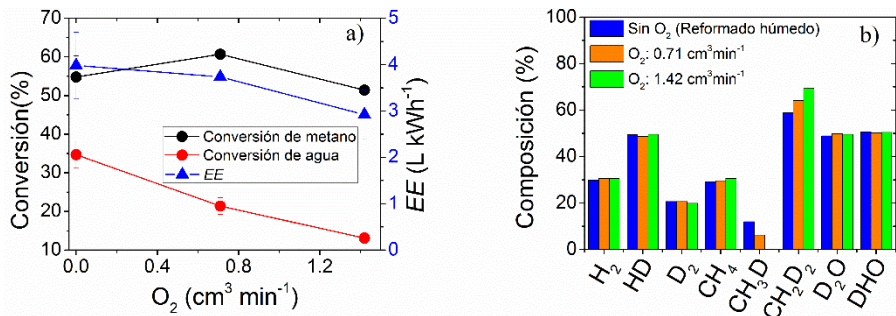 a)
70
60
50
40
30
20
10
Conversión(%)
5
4
3
2
1
0
EE (L kWh⁻¹)
Conversión de metano
Conversión de agua
EE
0.0 0.4 0.8 1.2
O₂ (cm³ min⁻¹)
b)
100
80
60
40
20
0
Composición (%)
Sin O₂ (Reformado húmedo)
O₂: 0.71 cm³min⁻¹
O₂: 1.42 cm³min⁻¹
H₂
HD
D₂
CH₄
CH₃D
CH₂D₂
D₂O
DHO